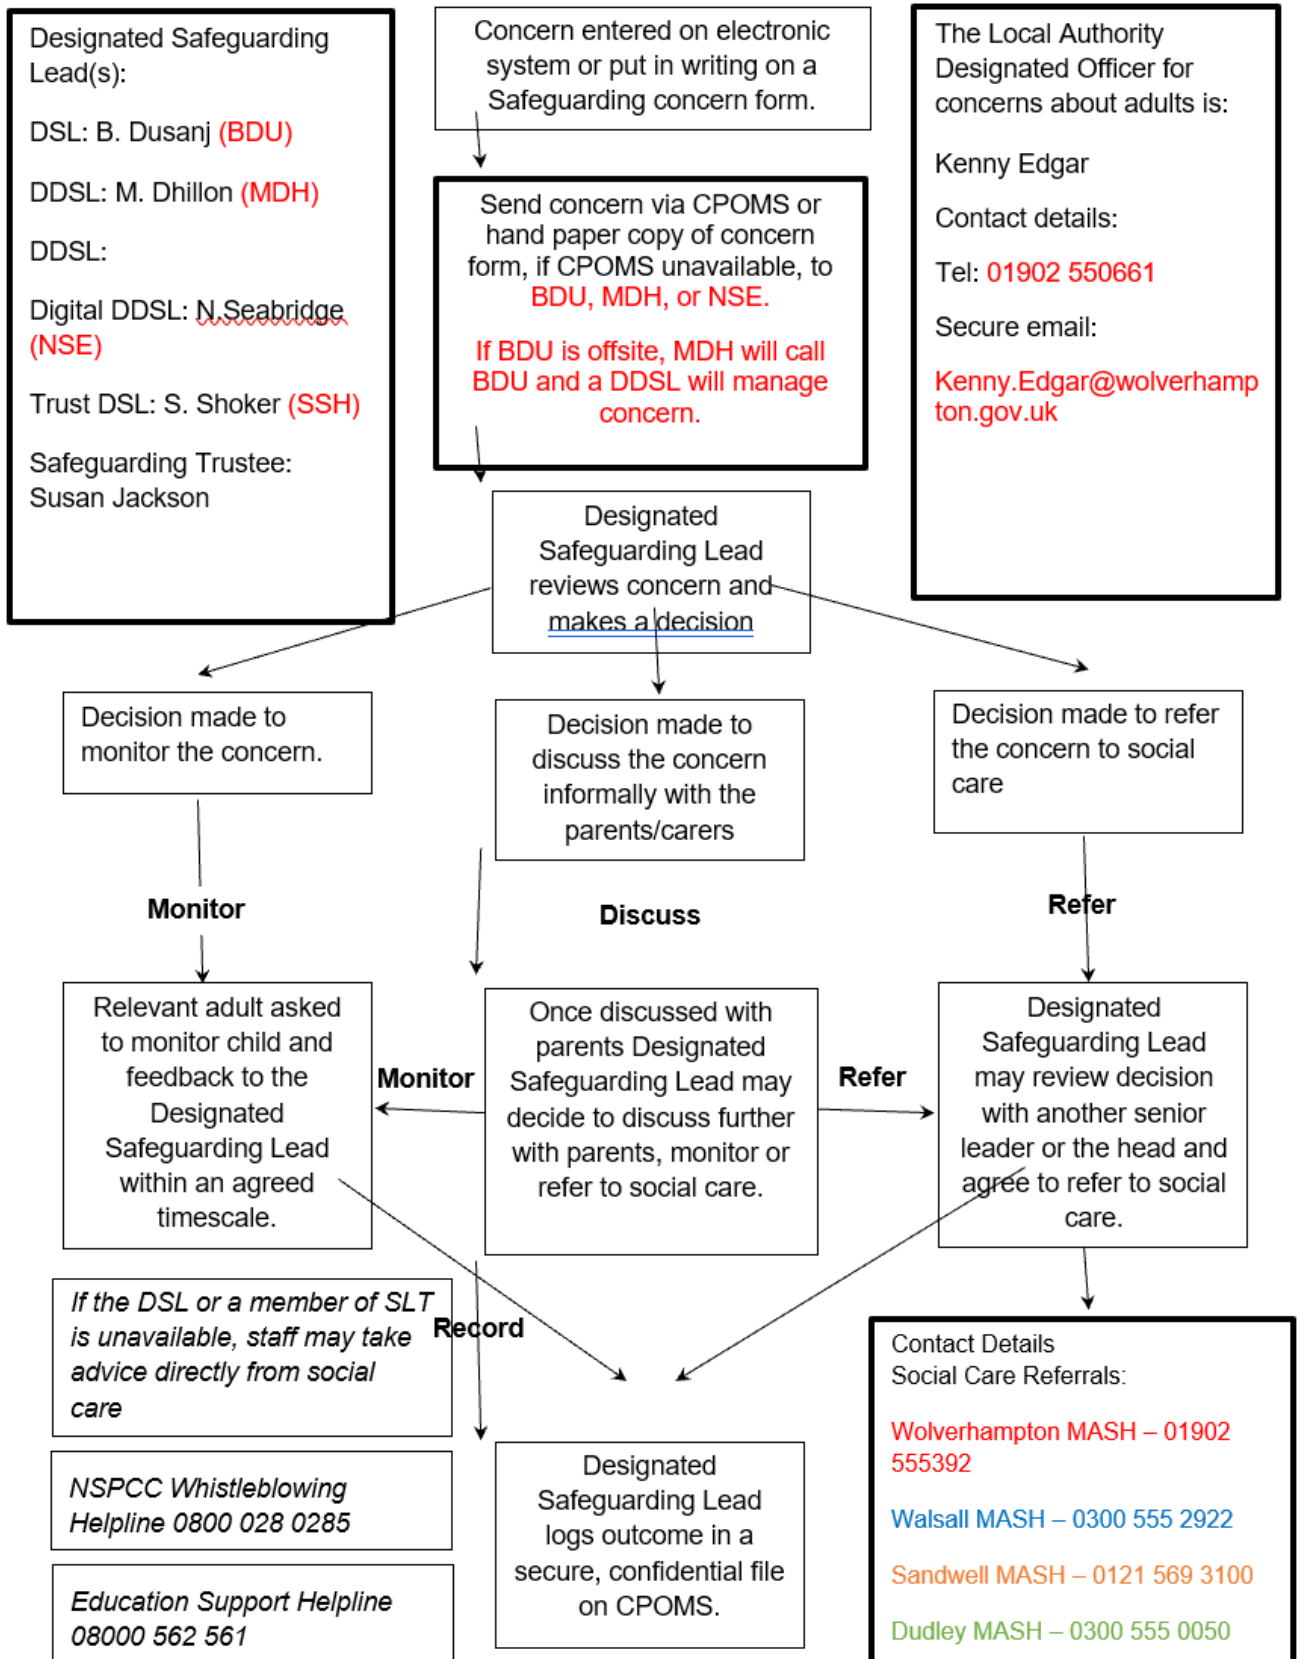 Designated Safeguarding
Lead(s):
DSL: B. Dusanj (BDU)
DDSL: M. Dhillon (MDH)
DDSL:
Digital DDSL: N.Seabridge
(NSE)
Trust DSL: S. Shoker (SSH)
Safeguarding Trustee:
Susan Jackson
Concern entered on electronic
system or put in writing on a
Safeguarding concern form.
Send concern via CPOMS or
hand paper copy of concern
form, if CPOMS unavailable, to
BDU, MDH, or NSE.
If BDU is offsite, MDH will call
BDU and a DDSL will manage
concern.
The Local Authority
Designated Officer for
concerns about adults is:
Kenny Edgar
Contact details:
Tel: 01902 550661
Secure email:
Kenny.Edgar@wolverhamp
ton.gov.uk
Designated
Safeguarding Lead
reviews concern and
makes a decision
Decision made to
monitor the concern.
Decision made to
discuss the concern
informally with the
parents/carers
Decision made to refer
the concern to social
care
Monitor
Discuss
Refer
Relevant adult asked
to monitor child and
feedback to the
Designated
Safeguarding Lead
within an agreed
timescale.
Monitor
Once discussed with
parents Designated
Safeguarding Lead may
decide to discuss further
with parents, monitor or
refer to social care.
Refer
Designated
Safeguarding Lead
may review decision
with another senior
leader or the head and
agree to refer to social
care.
If the DSL or a member of SLT
is unavailable, staff may take
advice directly from social
care
Record
NSPCC Whistleblowing
Helpline 0800 028 0285
Education Support Helpline
08000 562 561
Designated
Safeguarding Lead
logs outcome in a
secure, confidential file
on CPOMS.
Contact Details
Social Care Referrals:
Wolverhampton MASH – 01902
555392
Walsall MASH – 0300 555 2922
Sandwell MASH – 0121 569 3100
Dudley MASH – 0300 555 0050